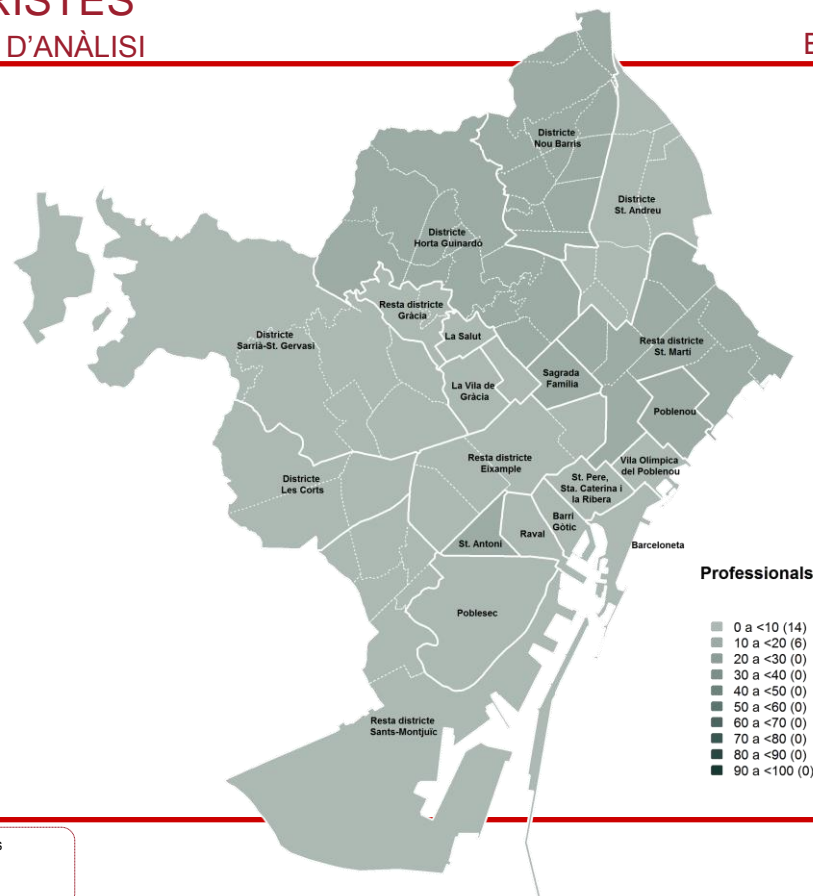 RISTES
D'ANÀLISI
E
Districte
Nou Barris
Districte
St. Andreu
Districte
Horta Guinardó
Resta districte
Gràcia
La Salut
Districte
Sarrià-St. Gervasi
Resta districte
St. Martí
Sagrada
Família
La Vila de
Gràcia
Poblenou
Resta districte
Eixample
Vila Olímpica
del Poblenou
St. Pere,
Sta. Caterina i
la Ribera
Districte
Les Corts
Barri
Gòtic
Raval
St. Antoni
Barceloneta
Poblesec
Resta districte
Sants-Montjuïc
Professionals
0 a <10 (14)
10 a <20 (6)
20 a <30 (0)
30 a <40 (0)
40 a <50 (0)
50 a <60 (0)
60 a <70 (0)
70 a <80 (0)
80 a <90 (0)
90 a <100 (0)
s